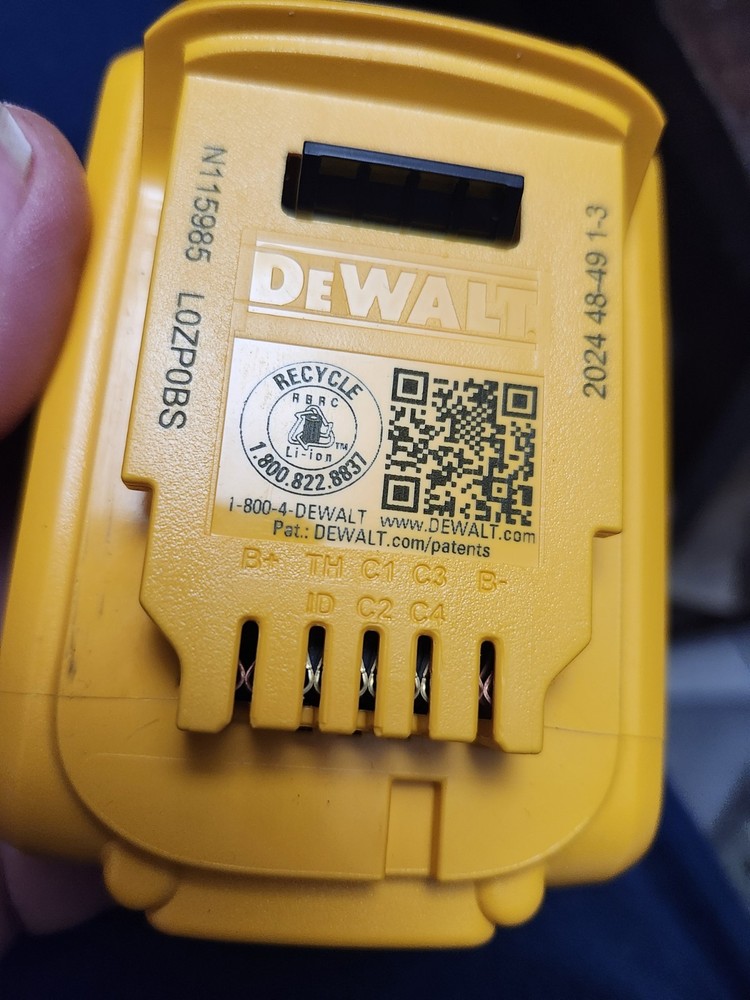 N115985 L0ZP0BS
2024 48-49 1-3
DEWALT
RECYCLE
RBRC
Li-ion ™
1.800.822.8837
1-800-4-DEWALT www.DEWALT.com
Pat.: DEWALT.com/patents
B+ TH C1 C3 B-
ID C2 C4